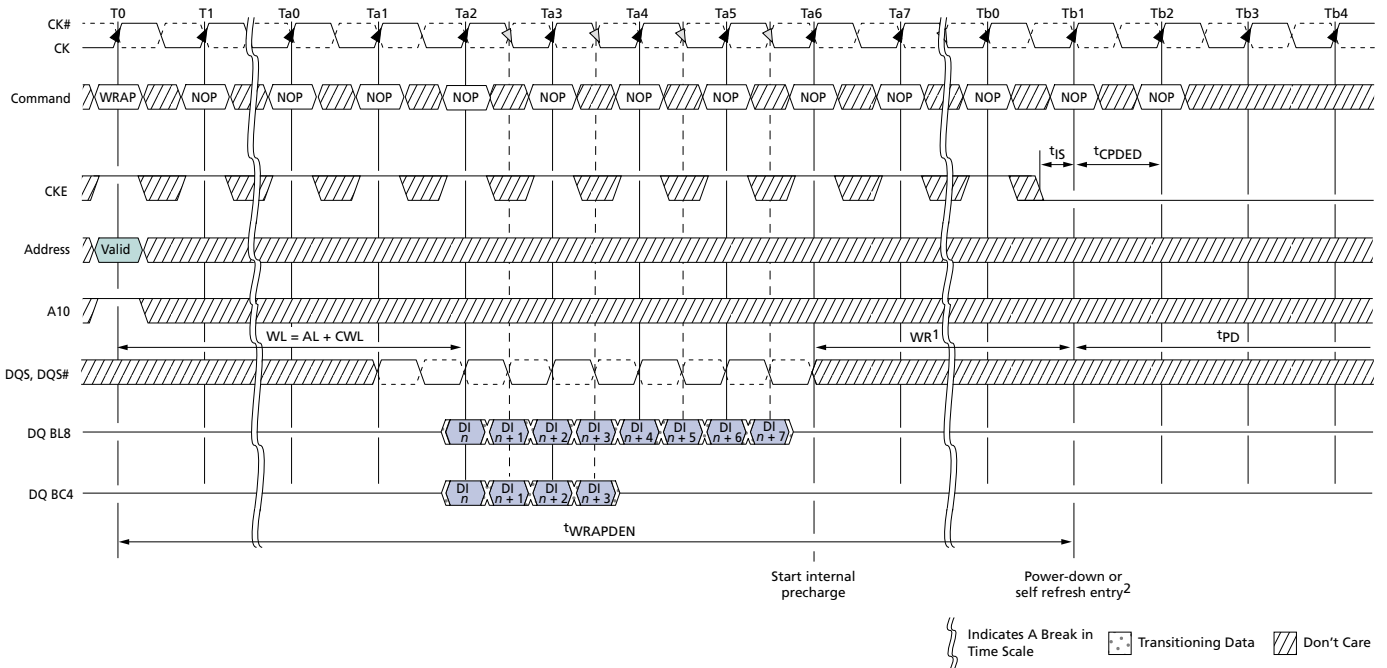 T0 T1 Ta0 Ta1 Ta2 Ta3 Ta4 Ta5 Ta6 Ta7 Tb0 Tb1 Tb2 Tb3 Tb4
CK#
CK
Command WRAP NOP NOP NOP NOP NOP NOP NOP NOP NOP NOP NOP NOP
tIS tCPDED
CKE
Address Valid
A10
WL = AL + CWL WR1 tPD
DQS, DQS#
DQ BL8 DI n DI n + 1 DI n + 2 DI n + 3 DI n + 4 DI n + 5 DI n + 6 DI n + 7
DQ BC4 DI n DI n + 1 DI n + 2 DI n + 3
tWRAPDEN
Start internal
precharge
Power-down or
self refresh entry2
Indicates A Break in
Time Scale
Transitioning Data
Don't Care